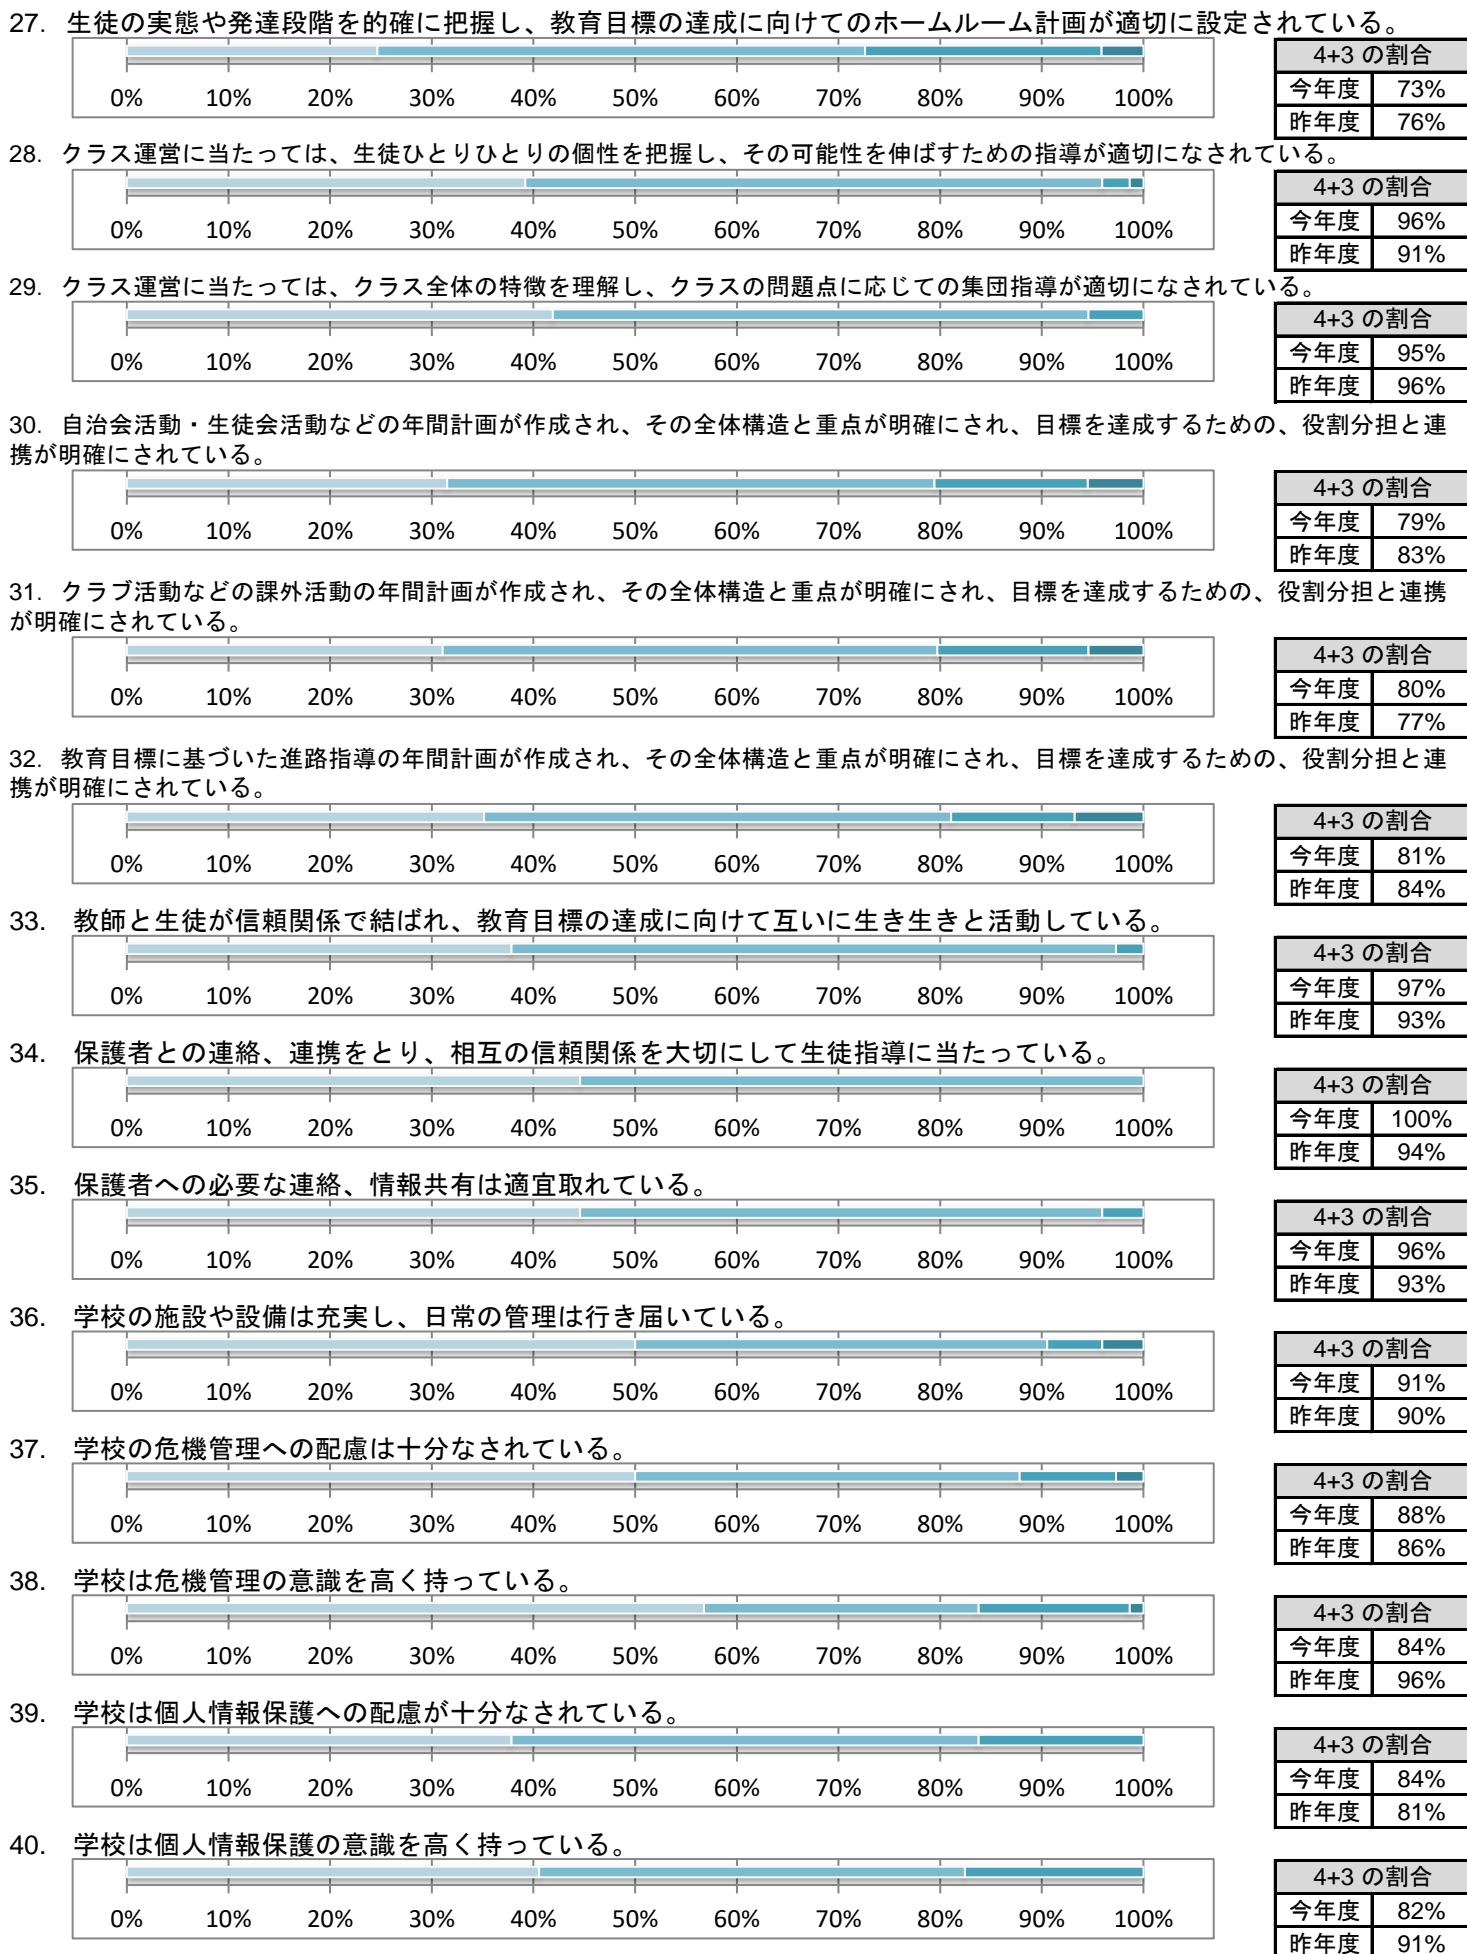 27. 生徒の実態や発達段階を的確に把握し、教育目標の達成に向けてのホームルーム計画が適切に設定されている。
0% 10% 20% 30% 40% 50% 60% 70% 80% 90% 100%
4+3 の割合
今年度 73%
昨年度 76%
28. クラス運営に当たっては、生徒ひとりひとりの個性を把握し、その可能性を伸ばすための指導が適切になされている。
0% 10% 20% 30% 40% 50% 60% 70% 80% 90% 100%
4+3 の割合
今年度 96%
昨年度 91%
29. クラス運営に当たっては、クラス全体の特徴を理解し、クラスの問題点に応じての集団指導が適切になされている。
0% 10% 20% 30% 40% 50% 60% 70% 80% 90% 100%
4+3 の割合
今年度 95%
昨年度 96%
30. 自治会活動・生徒会活動などの年間計画が作成され、その全体構造と重点が明確にされ、目標を達成するための、役割分担と連
携が明確にされている。
0% 10% 20% 30% 40% 50% 60% 70% 80% 90% 100%
4+3 の割合
今年度 79%
昨年度 83%
31. クラブ活動などの課外活動の年間計画が作成され、その全体構造と重点が明確にされ、目標を達成するための、役割分担と連携
が明確にされている。
0% 10% 20% 30% 40% 50% 60% 70% 80% 90% 100%
4+3 の割合
今年度 80%
昨年度 77%
32. 教育目標に基づいた進路指導の年間計画が作成され、その全体構造と重点が明確にされ、目標を達成するための、役割分担と連
携が明確にされている。
0% 10% 20% 30% 40% 50% 60% 70% 80% 90% 100%
4+3 の割合
今年度 81%
昨年度 84%
33. 教師と生徒が信頼関係で結ばれ、教育目標の達成に向けて互いに生き生きと活動している。
0% 10% 20% 30% 40% 50% 60% 70% 80% 90% 100%
4+3 の割合
今年度 97%
昨年度 93%
34. 保護者との連絡、連携をとり、相互の信頼関係を大切にして生徒指導に当たっている。
0% 10% 20% 30% 40% 50% 60% 70% 80% 90% 100%
4+3 の割合
今年度 100%
昨年度 94%
35. 保護者への必要な連絡、情報共有は適宜取れている。
0% 10% 20% 30% 40% 50% 60% 70% 80% 90% 100%
4+3 の割合
今年度 96%
昨年度 93%
36. 学校の施設や設備は充実し、日常の管理は行き届いている。
0% 10% 20% 30% 40% 50% 60% 70% 80% 90% 100%
4+3 の割合
今年度 91%
昨年度 90%
37. 学校の危機管理への配慮は十分なされている。
0% 10% 20% 30% 40% 50% 60% 70% 80% 90% 100%
4+3 の割合
今年度 88%
昨年度 86%
38. 学校は危機管理の意識を高く持っている。
0% 10% 20% 30% 40% 50% 60% 70% 80% 90% 100%
4+3 の割合
今年度 84%
昨年度 96%
39. 学校は個人情報保護への配慮が十分なされている。
0% 10% 20% 30% 40% 50% 60% 70% 80% 90% 100%
4+3 の割合
今年度 84%
昨年度 81%
40. 学校は個人情報保護の意識を高く持っている。
0% 10% 20% 30% 40% 50% 60% 70% 80% 90% 100%
4+3 の割合
今年度 82%
昨年度 91%